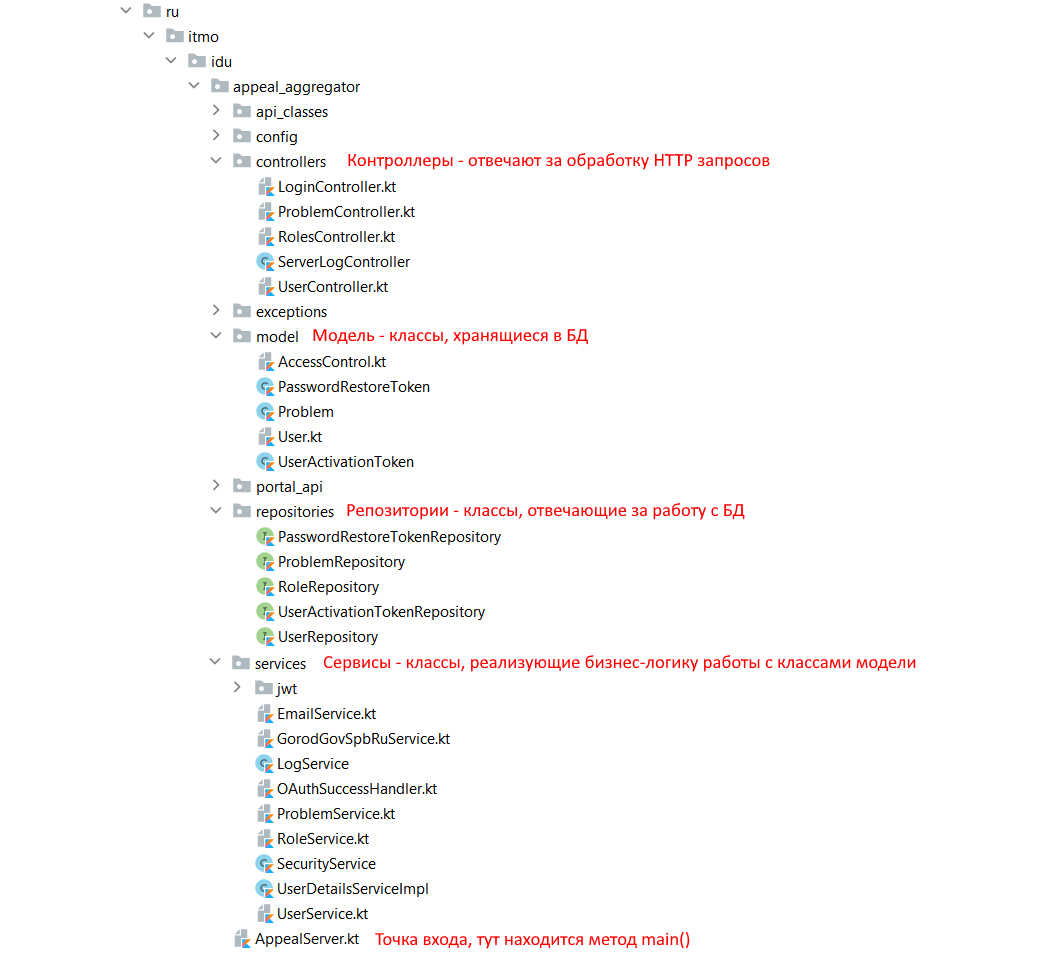 ru
itmo
idu
appeal_aggregator
api_classes
config
controllers Контроллеры - отвечают за обработку HTTP запросов
LoginController.kt
ProblemController.kt
RolesController.kt
ServerLogController
UserController.kt
exceptions
model Модель - классы, хранящиеся в БД
AccessControl.kt
PasswordRestoreToken
Problem
User.kt
UserActivationToken
portal_api
repositories Репозитории - классы, отвечающие за работу с БД
PasswordRestoreTokenRepository
ProblemRepository
RoleRepository
UserActivationTokenRepository
UserRepository
services Сервисы - классы, реализующие бизнес-логику работы с классами модели
jwt
EmailService.kt
GorodGovSpbRuService.kt
LogService
OAuthSuccessHandler.kt
ProblemService.kt
RoleService.kt
SecurityService
UserDetailsServiceImpl
UserService.kt
AppealServer.kt Точка входа, тут находится метод main()